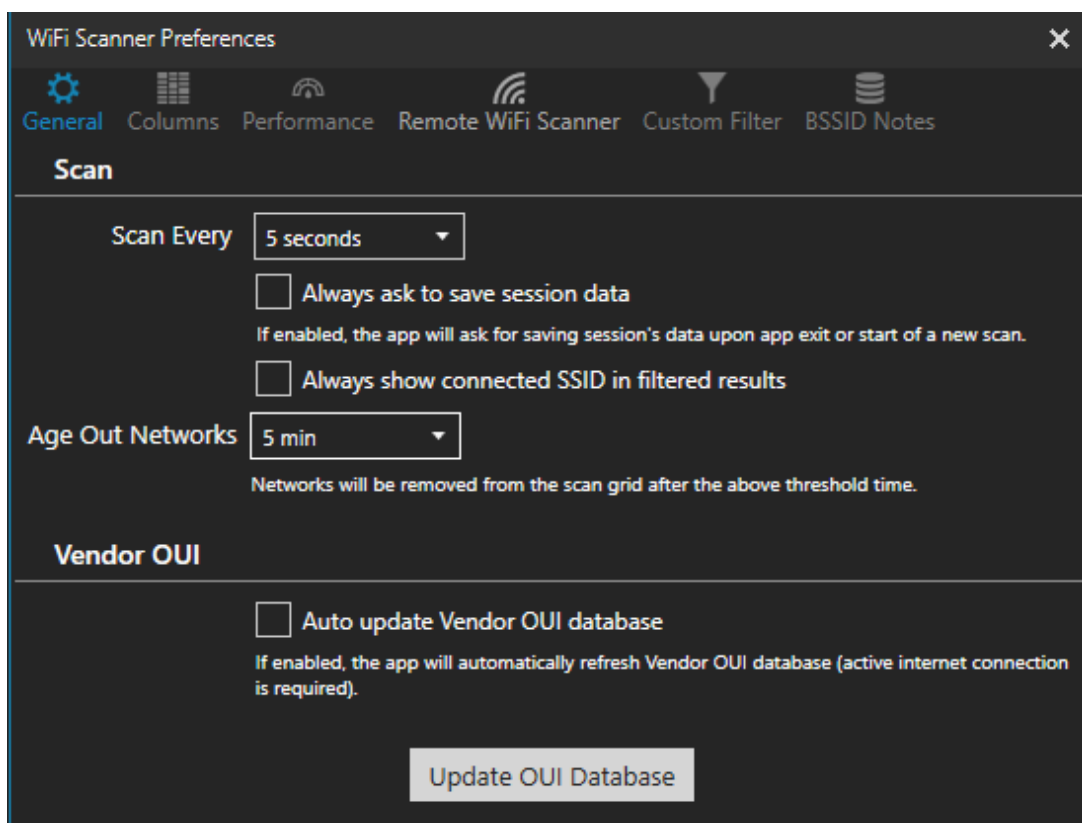 WiFi Scanner Preferences
General Columns Performance Remote WiFi Scanner Custom Filter BSSID Notes
Scan
Scan Every 5 seconds
Always ask to save session data
If enabled, the app will ask for saving session's data upon app exit or start of a new scan.
Always show connected SSID in filtered results
Age Out Networks 5 min
Networks will be removed from the scan grid after the above threshold time.
Vendor OUI
Auto update Vendor OUI database
If enabled, the app will automatically refresh Vendor OUI database (active internet connection
is required).
Update OUI Database